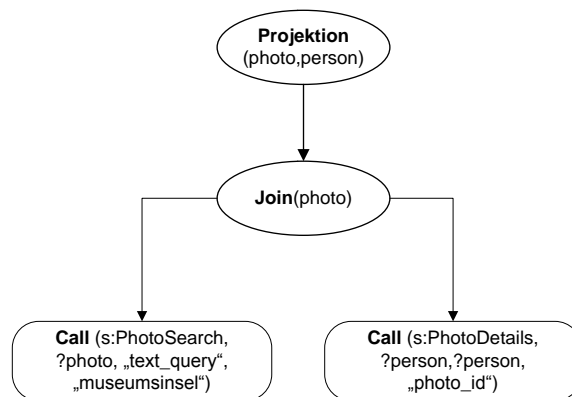 Projektion
(photo,person)
Join(photo)
Call (s:PhotoSearch,
?photo, „text_query“,
„museumsinsel“)
Call (s:PhotoDetails,
?person,?person,
„photo_id“)